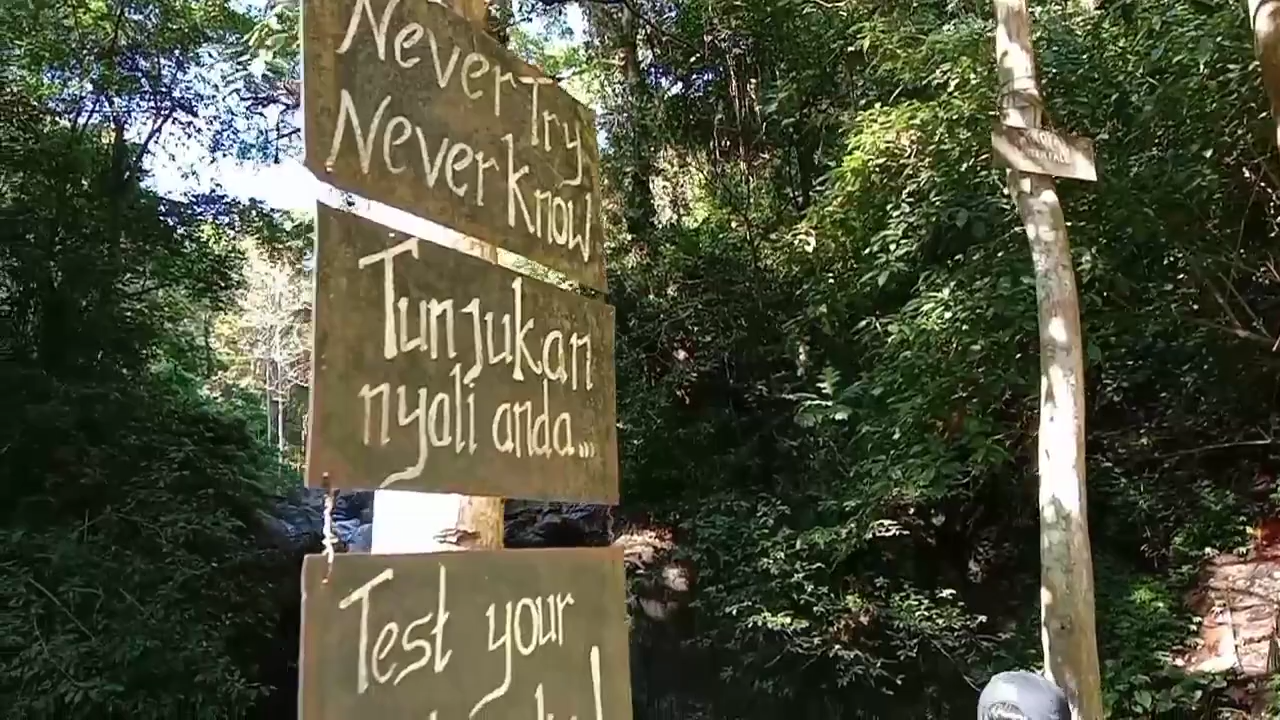 Never Try
Never know
Tunjukan
nyali anda...
Test your